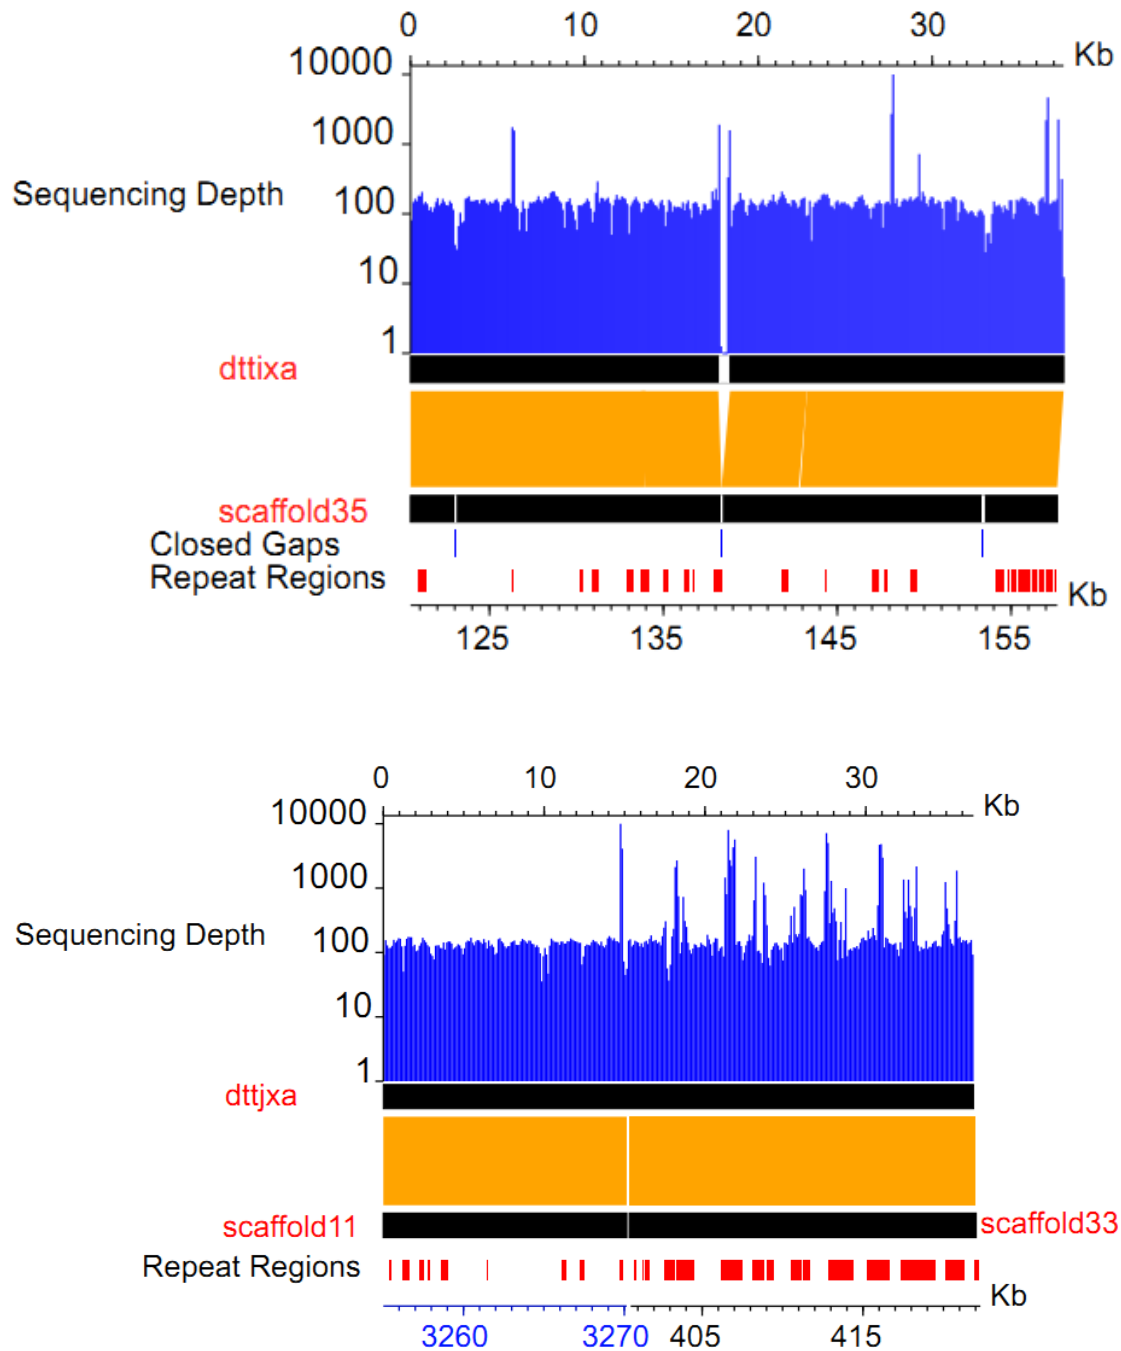 0 10 20 30 Kb
10000
1000
Sequencing Depth
100
10
1
dttixa
scaffold35
Closed Gaps
Repeat Regions
Kb
125 135 145 155
0 10 20 30 Kb
10000
1000
Sequencing Depth
100
10
1
dttjxa
scaffold11 scaffold33
Repeat Regions
Kb
3260 3270 405 415